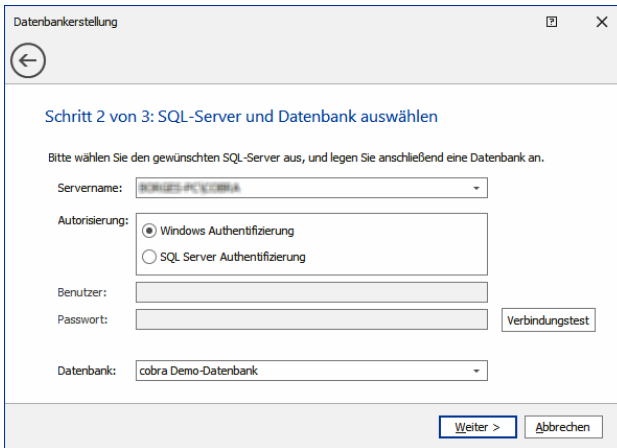 Datenbankerstellung
Schritt 2 von 3: SQL-Server und Datenbank auswählen
Bitte wählen Sie den gewünschten SQL-Server aus, und legen Sie anschließend eine Datenbank an.
Servername:
Autorisierung:
Windows Authentifizierung
SQL Server Authentifizierung
Benutzer:
Passwort:
Verbindungstest
Datenbank: cobra Demo-Datenbank
Weiter > Abbrechen